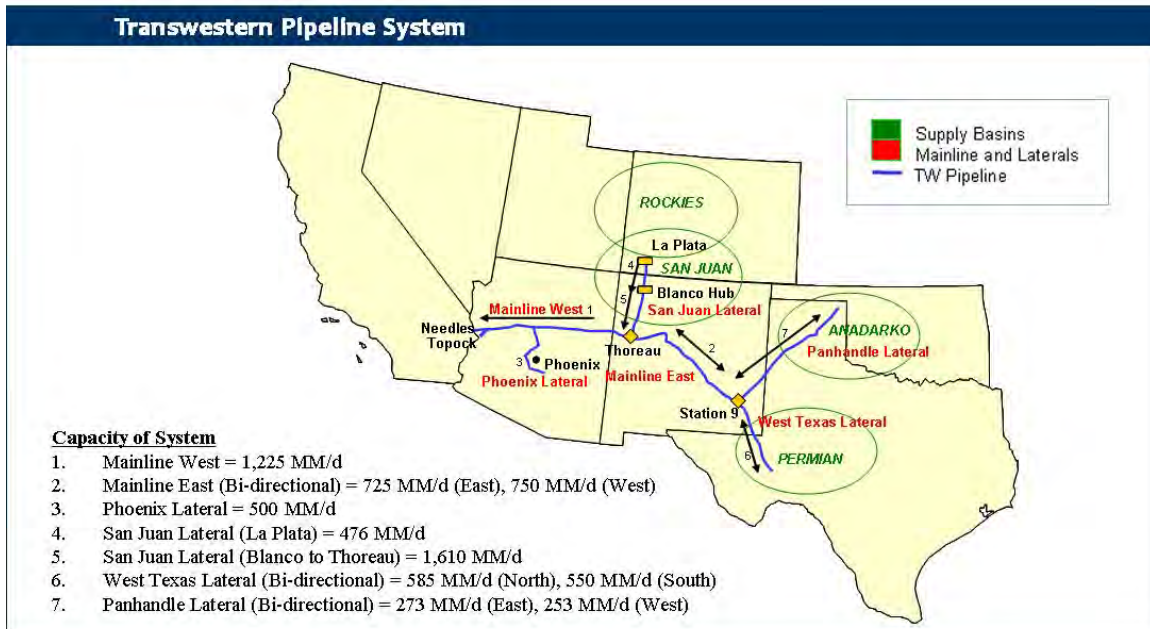 Transwestern Pipeline System
Supply Basins
Mainline and Laterals
TW Pipeline
ROCKIES
La Plata
4
SAN JUAN
5
Blanco Hub
San Juan Lateral
Mainline West 1
Needles
Topock
Thoreau
2
7
ANADARKO
Panhandle Lateral
3
Phoenix
Phoenix Lateral
Mainline East
Station 9
West Texas Lateral
6
PERMIAN
Capacity of System
1. Mainline West = 1,225 MM/d
2. Mainline East (Bi-directional) = 725 MM/d (East), 750 MM/d (West)
3. Phoenix Lateral = 500 MM/d
4. San Juan Lateral (La Plata) = 476 MM/d
5. San Juan Lateral (Blanco to Thoreau) = 1,610 MM/d
6. West Texas Lateral (Bi-directional) = 585 MM/d (North), 550 MM/d (South)
7. Panhandle Lateral (Bi-directional) = 273 MM/d (East), 253 MM/d (West)